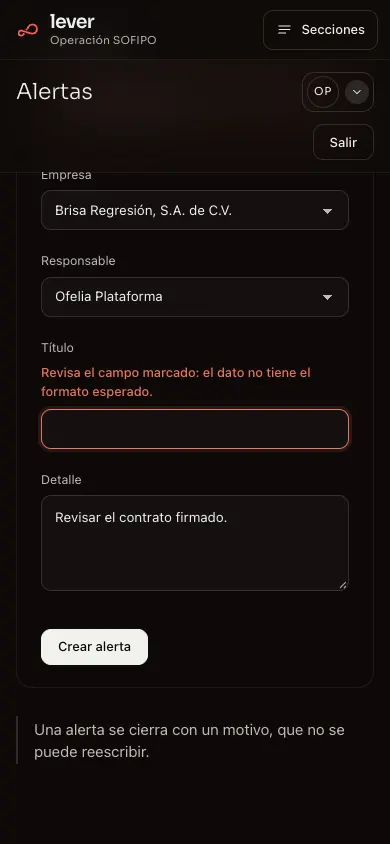 lever
Operación SOFIPO
Secciones
Alertas
OP
Salir
Empresa
Brisa Regresión, S.A. de C.V.
Responsable
Ofelia Plataforma
Título
Revisa el campo marcado: el dato no tiene el
formato esperado.
Detalle
Revisar el contrato firmado.
Crear alerta
Una alerta se cierra con un motivo, que no se
puede reescribir.